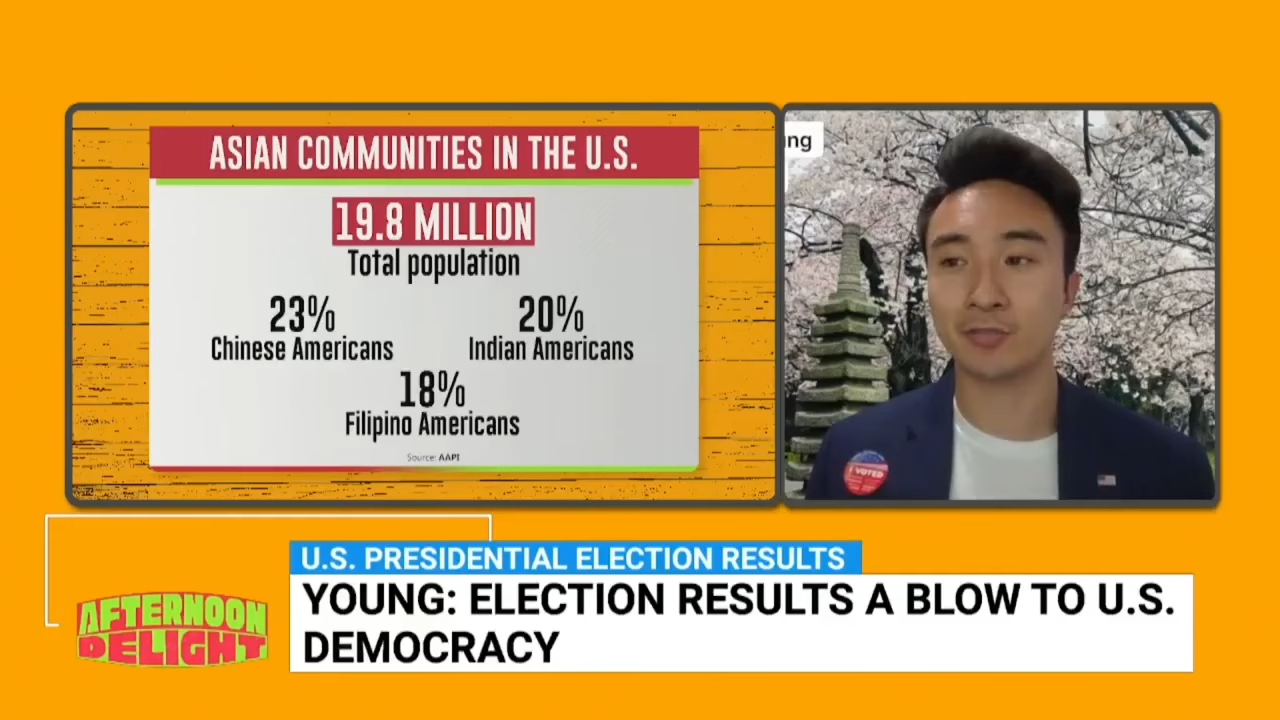 ASIAN COMMUNITIES IN THE U.S.
19.8 MILLION
Total population
23%
Chinese Americans
20%
Indian Americans
18%
Filipino Americans
Source: AAPI
ng
I VOTED
U.S. PRESIDENTIAL ELECTION RESULTS
YOUNG: ELECTION RESULTS A BLOW TO U.S.
DEMOCRACY
AFTERNOON
DELIGHT